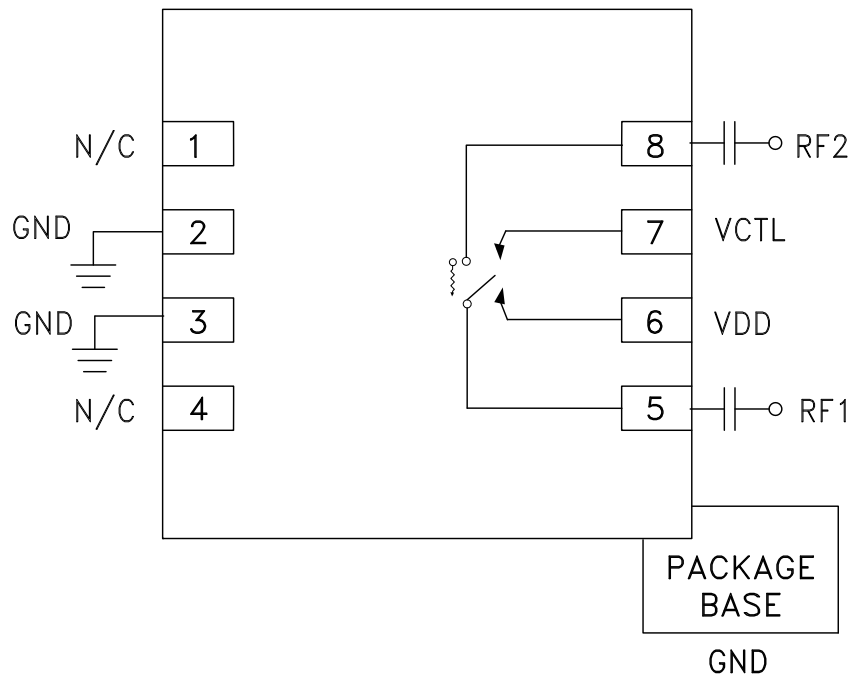 N/C 1
GND 2
GND 3
N/C 4
8 RF2
7 VCTL
6 VDD
5 RF1
PACKAGE
BASE
GND